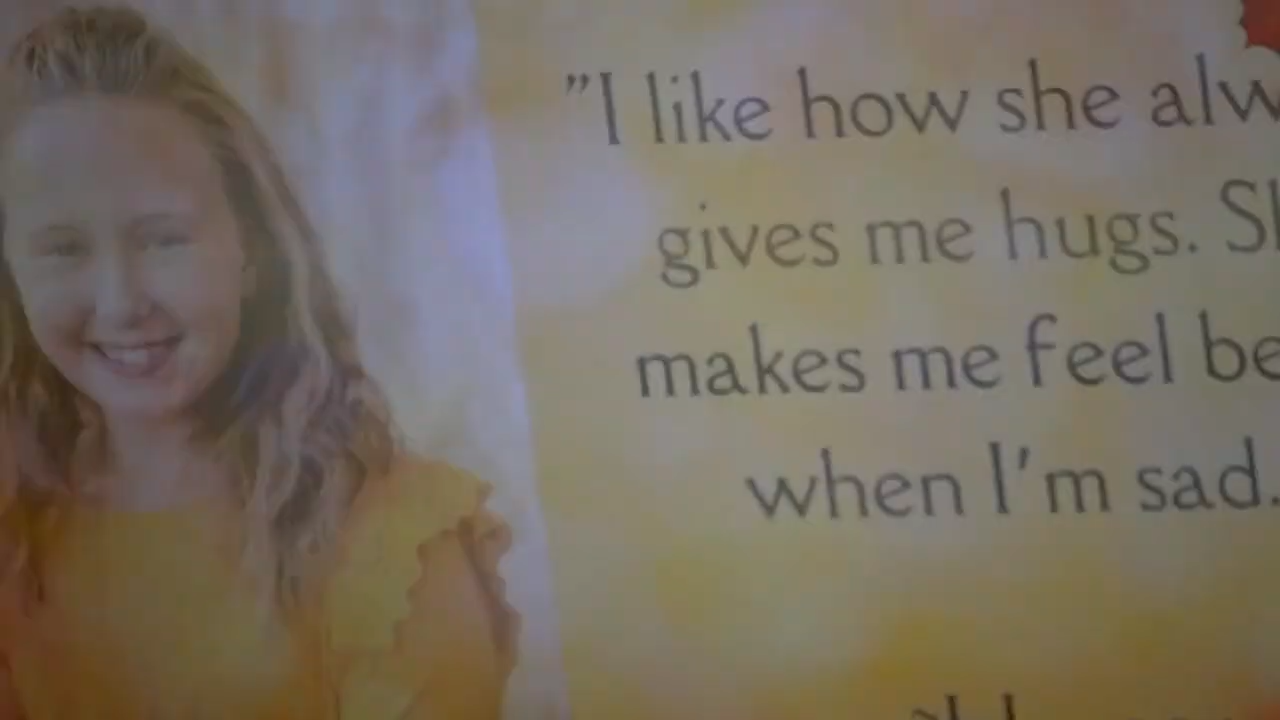 "I like how she alw
gives me hugs. Sh
makes me feel be
when I'm sad.